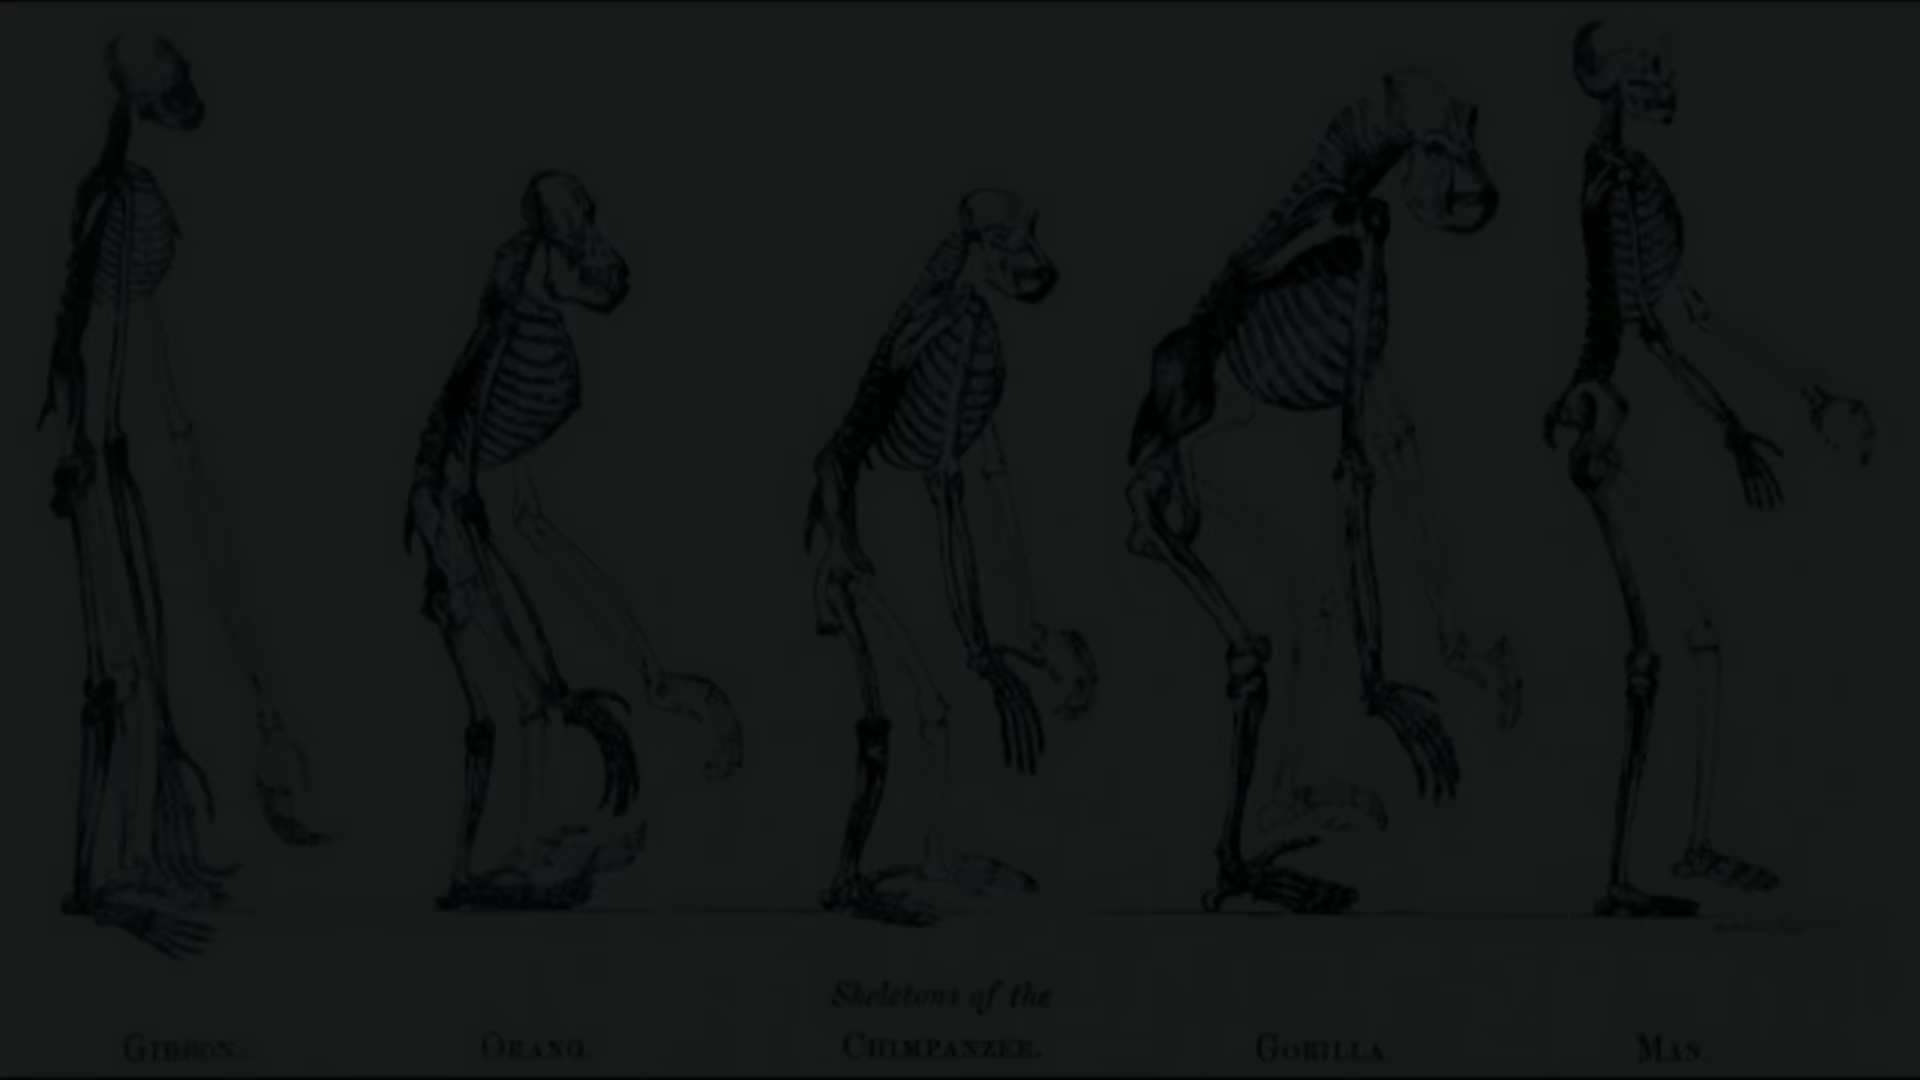 Skeletons of the
GIBBON. ORANG. CHIMPANZEE. GORILLA MAN